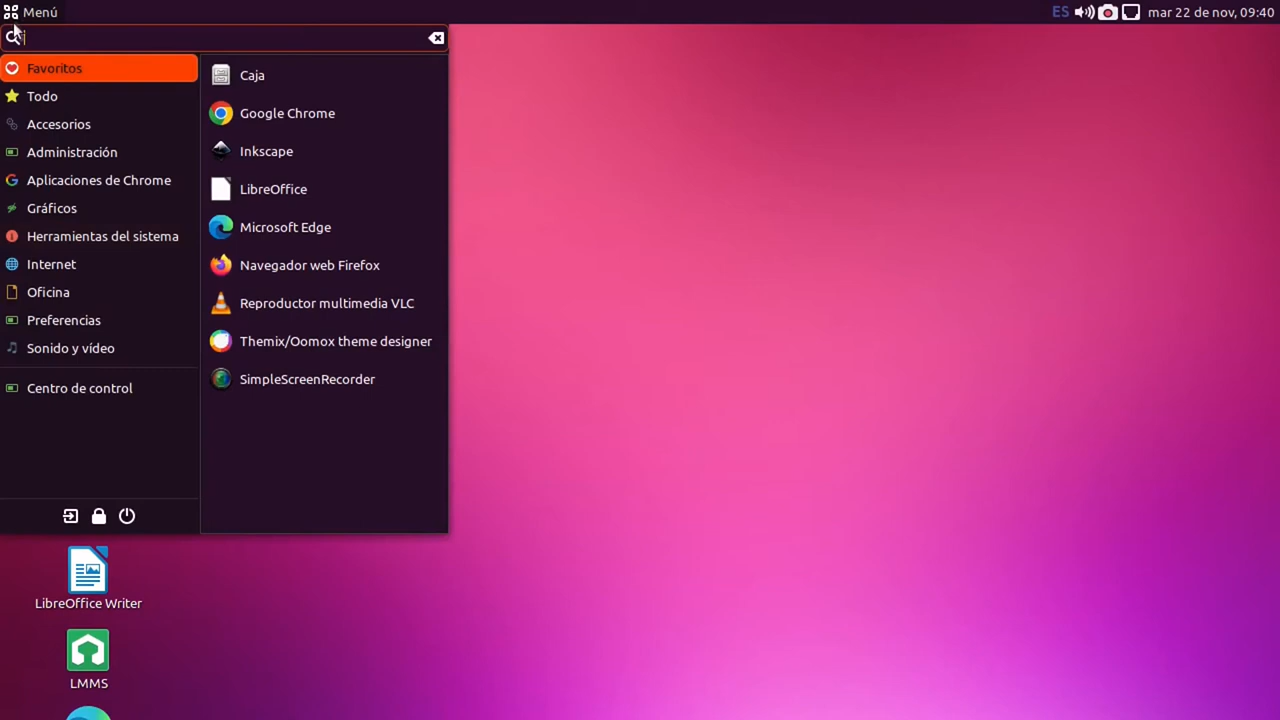 Menú
ES
mar 22 de nov, 09:40
Favoritos
Todo
Accesorios
Administración
Aplicaciones de Chrome
Gráficos
Herramientas del sistema
Internet
Oficina
Preferencias
Sonido y vídeo
Centro de control
Caja
Google Chrome
Inkscape
LibreOffice
Microsoft Edge
Navegador web Firefox
Reproductor multimedia VLC
Themix/Oomox theme designer
SimpleScreenRecorder
LibreOffice Writer
LMMS